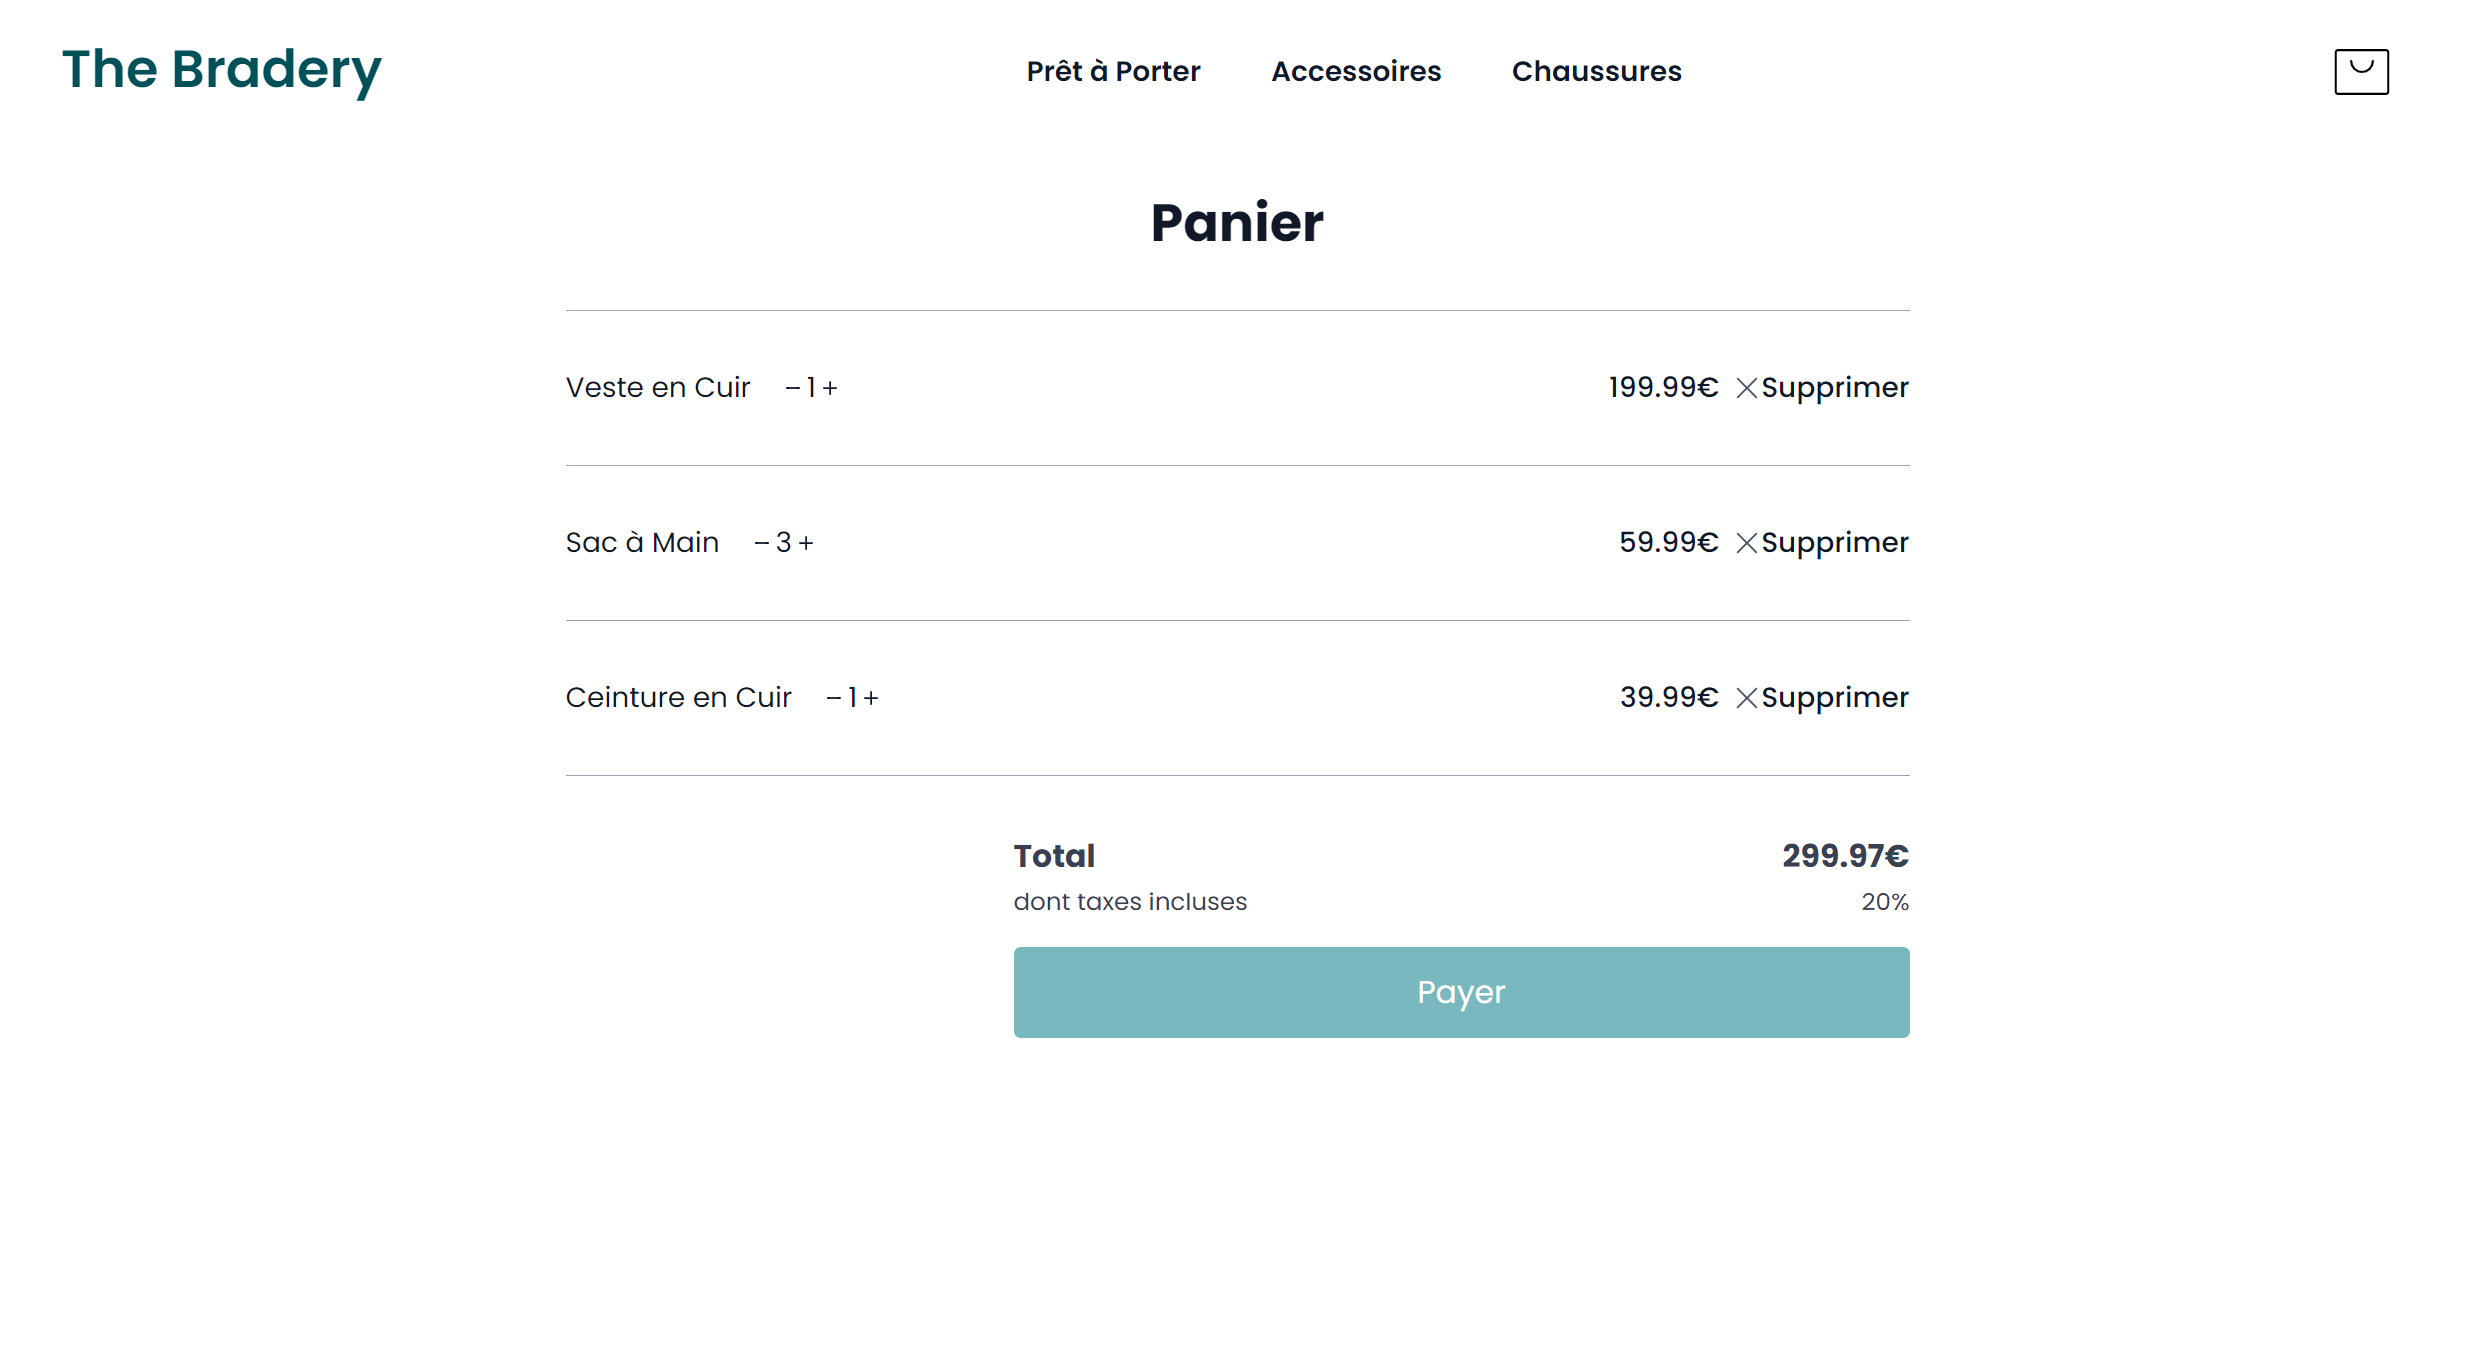 The Bradery Prêt à Porter Accessoires Chaussures
Panier
Veste en Cuir – 1 + 199.99€ ×Supprimer
Sac à Main – 3 + 59.99€ ×Supprimer
Ceinture en Cuir – 1 + 39.99€ ×Supprimer
Total 299.97€
dont taxes incluses 20%
Payer